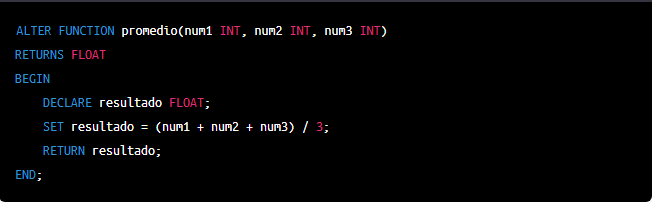 ALTER FUNCTION promedio(num1 INT, num2 INT, num3 INT)
RETURNS FLOAT
BEGIN
    DECLARE resultado FLOAT;
    SET resultado = (num1 + num2 + num3) / 3;
    RETURN resultado;
END;